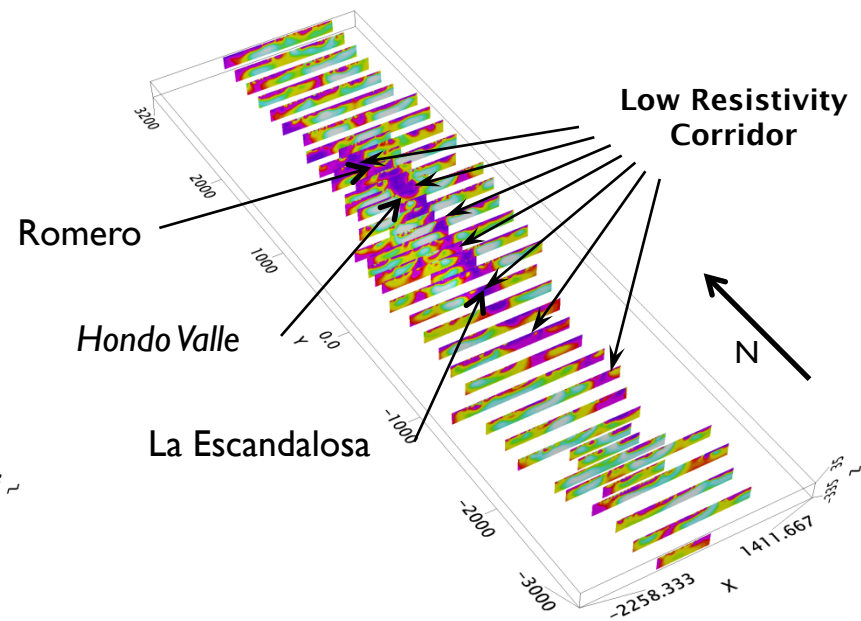 Low Resistivity
Corridor
3200
2000
Romero
1000
Hondo Valle
Y
0.0
N
La Escandalosa
-1000
35
Z
-335
-2000
1411.667
-3000
-2258.333
X
Z